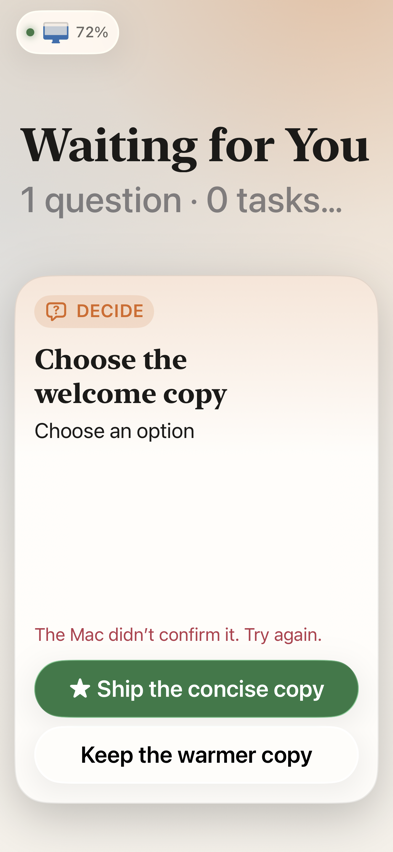 72%
Waiting for You
1 question · 0 tasks…
DECIDE
Choose the
welcome copy
Choose an option
The Mac didn’t confirm it. Try again.
★ Ship the concise copy
Keep the warmer copy